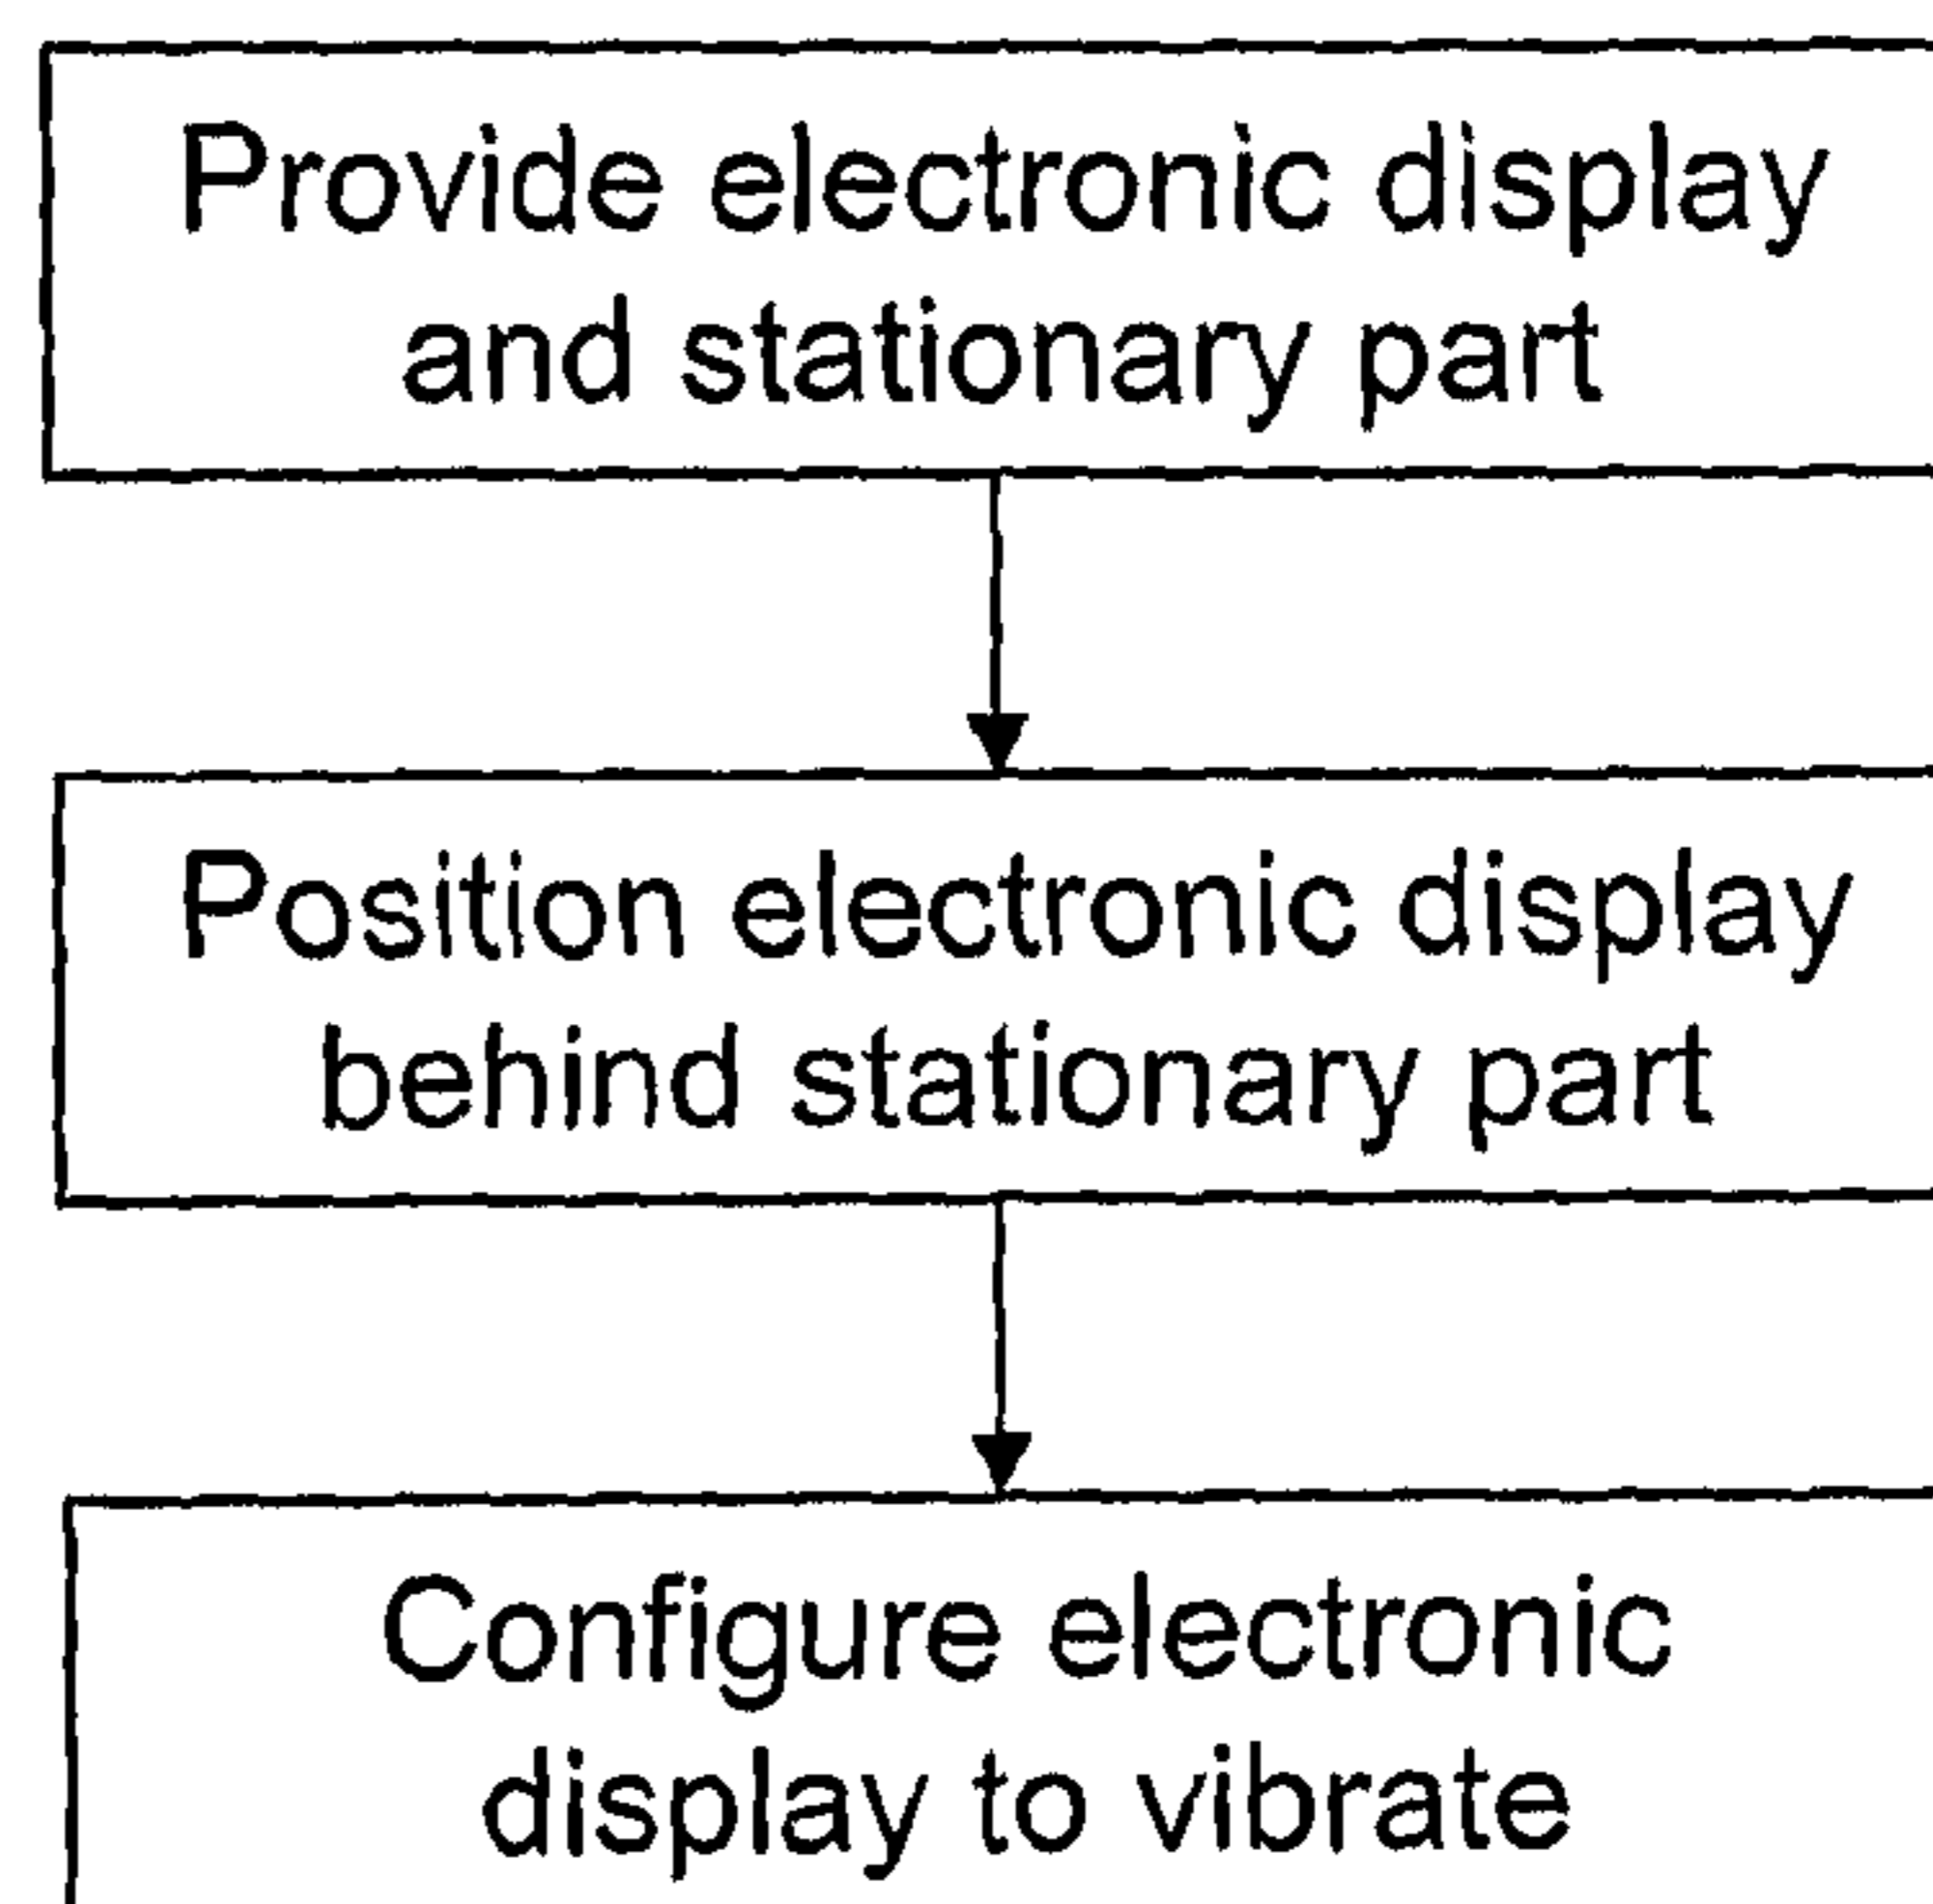 Provide electronic display
and stationary part
Position electronic display
behind stationary part
Configure electronic
display to vibrate